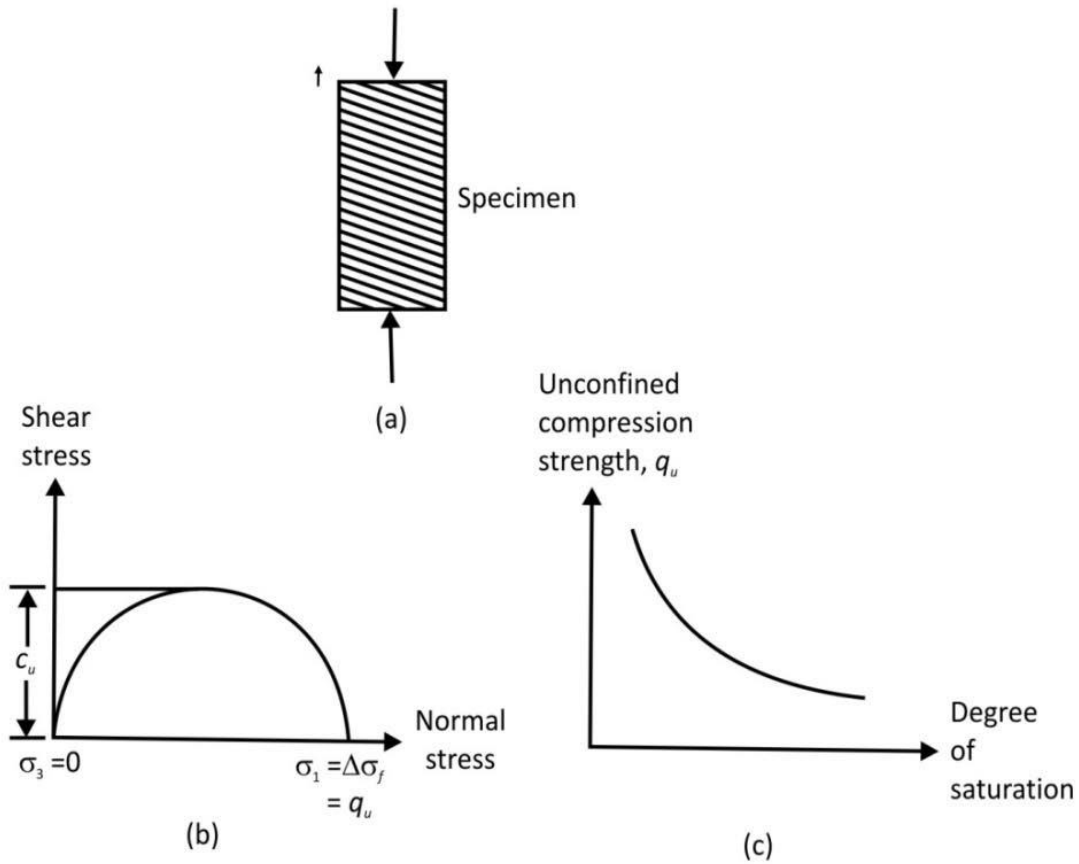 Specimen
(a)
Shear
stress
c_u
σ_3 =0
σ_1 =Δσ_f
= q_u
Normal
stress
(b)
Unconfined
compression
strength, q_u
Degree
of
saturation
(c)